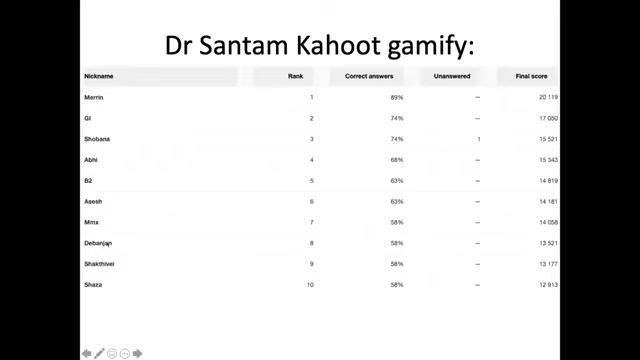 Dr Santam Kahoot gamify:
Nickname Rank Correct answers Unanswered Final score
Merrin 1 89% — 20 119
GI 2 74% — 17 050
Shobana 3 74% 1 15 521
Abhi 4 68% — 15 343
B2 5 63% — 14 819
Asesh 6 63% — 14 181
Mmx 7 58% — 14 058
Debanjan 8 58% — 13 521
Shakthivel 9 58% — 13 177
Shaza 10 58% — 12 913